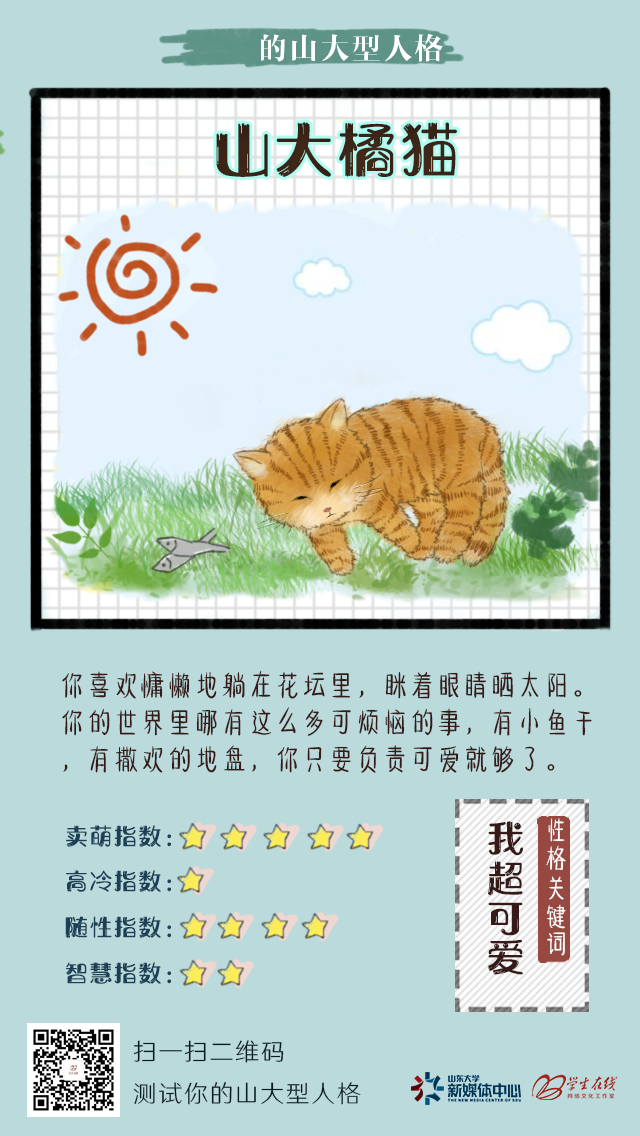 的山大型人格
山大橘猫
你喜欢慵懒地躺在花坛里，眯着眼睛晒太阳。
你的世界里哪有这么多可烦恼的事，有小鱼干
，有撒欢的地盘，你只要负责可爱就够了。
卖萌指数：
高冷指数：
随性指数：
智慧指数：
性格关键词
我超可爱
扫一扫二维码
测试你的山大型人格
山东大学
新媒体中心
THE NEW MEDIA CENTER OF SDU
学生在线
网络文化工作室